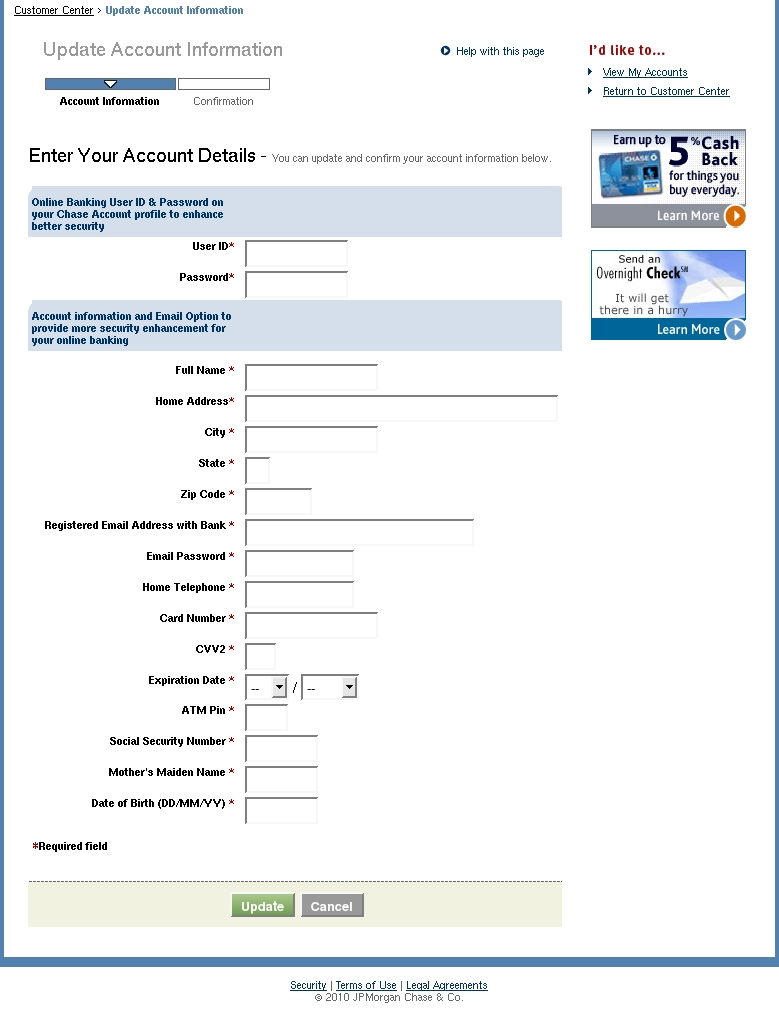 Customer Center > Update Account Information
Update Account Information
Help with this page
I'd like to...
View My Accounts
Return to Customer Center
Account Information
Confirmation
Enter Your Account Details - You can update and confirm your account information below.
Earn up to 5% Cash Back
for things you
buy everyday.
CHASE
VISA
Learn More
Online Banking User ID & Password on
your Chase Account profile to enhance
better security
User ID*
Password*
Send an
Overnight Check℠
It will get
there in a hurry
Learn More
Account information and Email Option to
provide more security enhancement for
your online banking
Full Name *
Home Address*
City *
State *
Zip Code *
Registered Email Address with Bank *
Email Password *
Home Telephone *
Card Number *
CVV2 *
Expiration Date * -- / --
ATM Pin *
Social Security Number *
Mother's Maiden Name *
Date of Birth (DD/MM/YY) *
*Required field
Update Cancel
Security | Terms of Use | Legal Agreements
© 2010 JPMorgan Chase & Co.